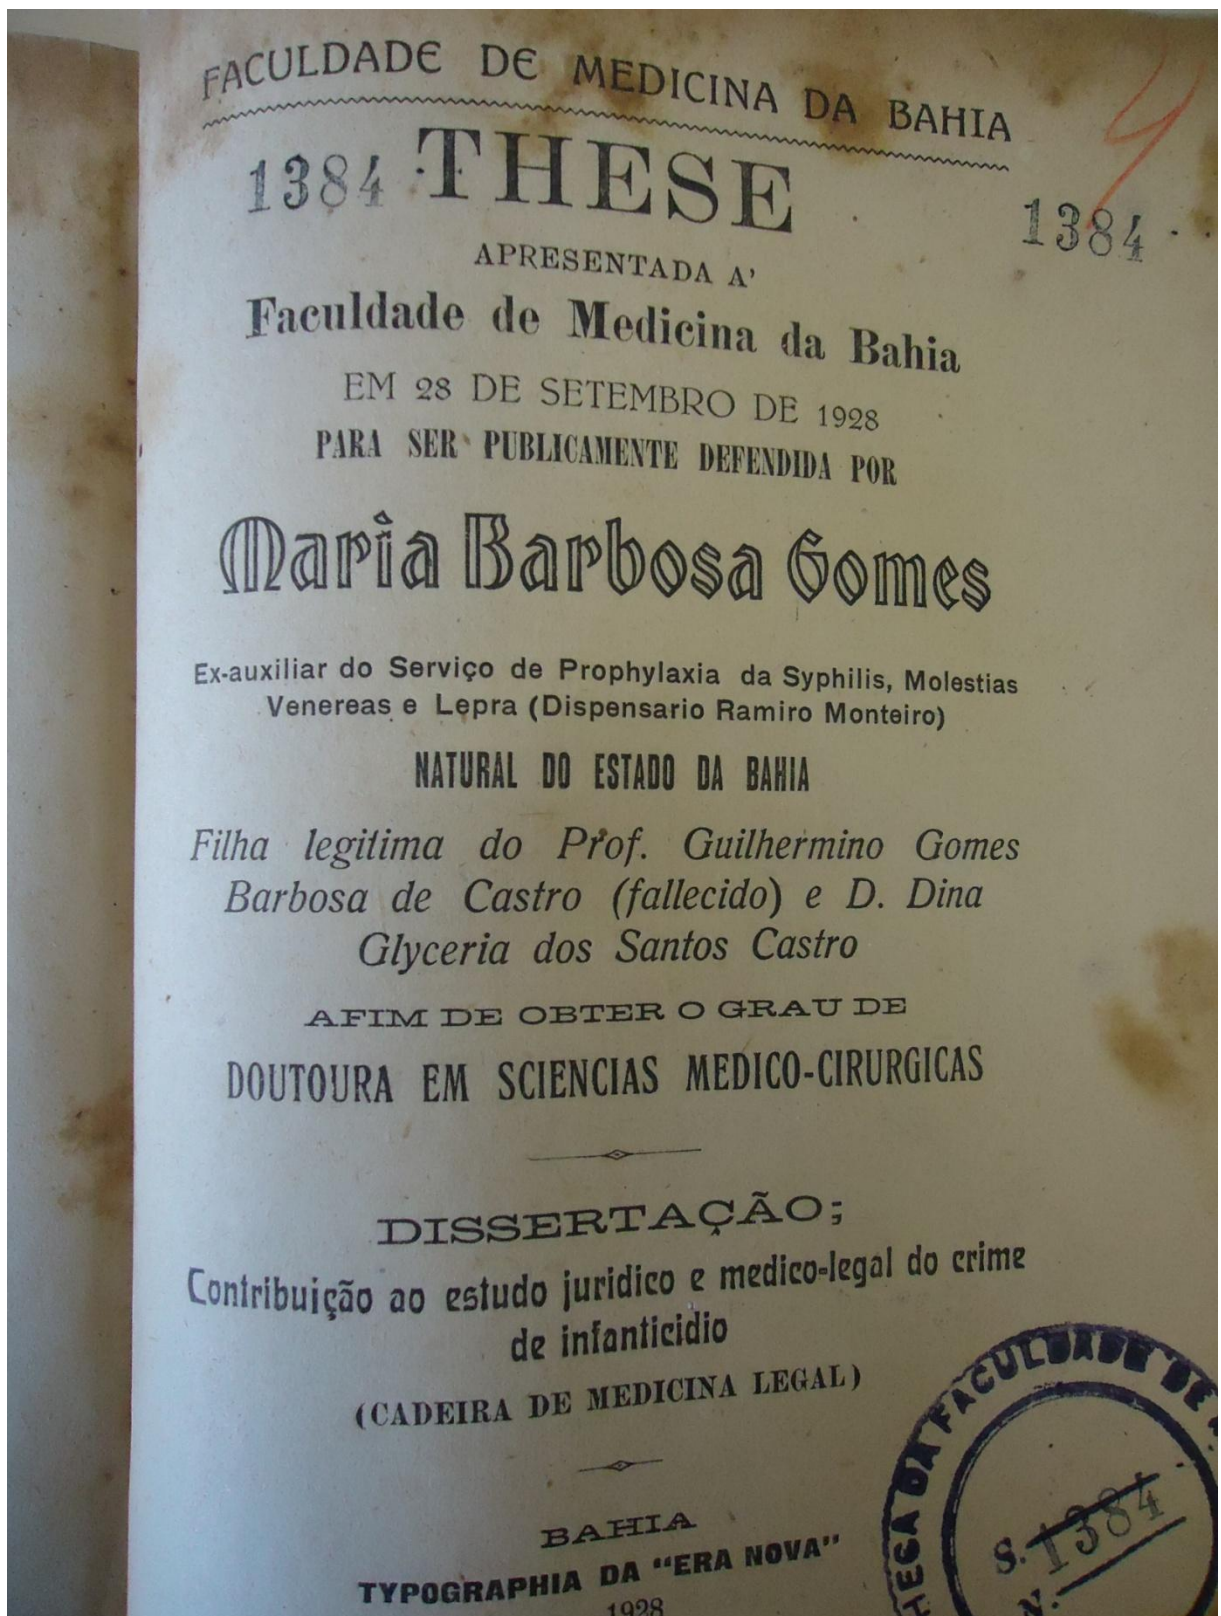 FACULDADE DE MEDICINA DA BAHIA
1384 THESE
1384
APRESENTADA A'
Faculdade de Medicina da Bahia
EM 28 DE SETEMBRO DE 1928
PARA SER PUBLICAMENTE DEFENDIDA POR
Maria Barbosa Gomes
Ex-auxiliar do Serviço de Prophylaxia da Syphilis, Molestias
Venereas e Lepra (Dispensario Ramiro Monteiro)
NATURAL DO ESTADO DA BAHIA
Filha legitima do Prof. Guilhermino Gomes
Barbosa de Castro (fallecido) e D. Dina
Glyceria dos Santos Castro
AFIM DE OBTER O GRAU DE
DOUTOURA EM SCIENCIAS MEDICO-CIRURGICAS
DISSERTAÇÃO;
Contribuição ao estudo juridico e medico-legal do crime
de infanticidio
(CADEIRA DE MEDICINA LEGAL)
BAHIA
TYPOGRAPHIA DA "ERA NOVA"
1928
DA FACULDADE DE
S. 1384
N.